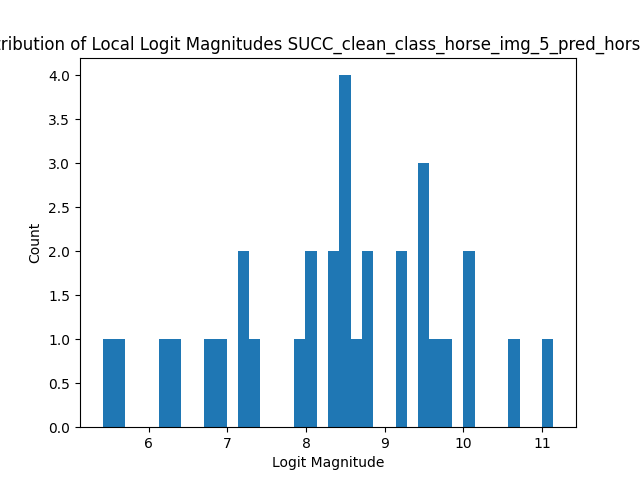 tribution of Local Logit Magnitudes SUCC_clean_class_horse_img_5_pred_hors
4.0
3.5
3.0
2.5
2.0
1.5
1.0
0.5
0.0
Count
6 7 8 9 10 11
Logit Magnitude